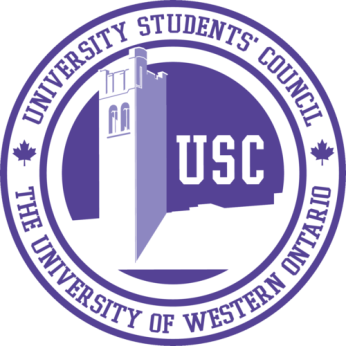 UNIVERSITY STUDENTS' COUNCIL
USC
THE UNIVERSITY OF WESTERN ONTARIO